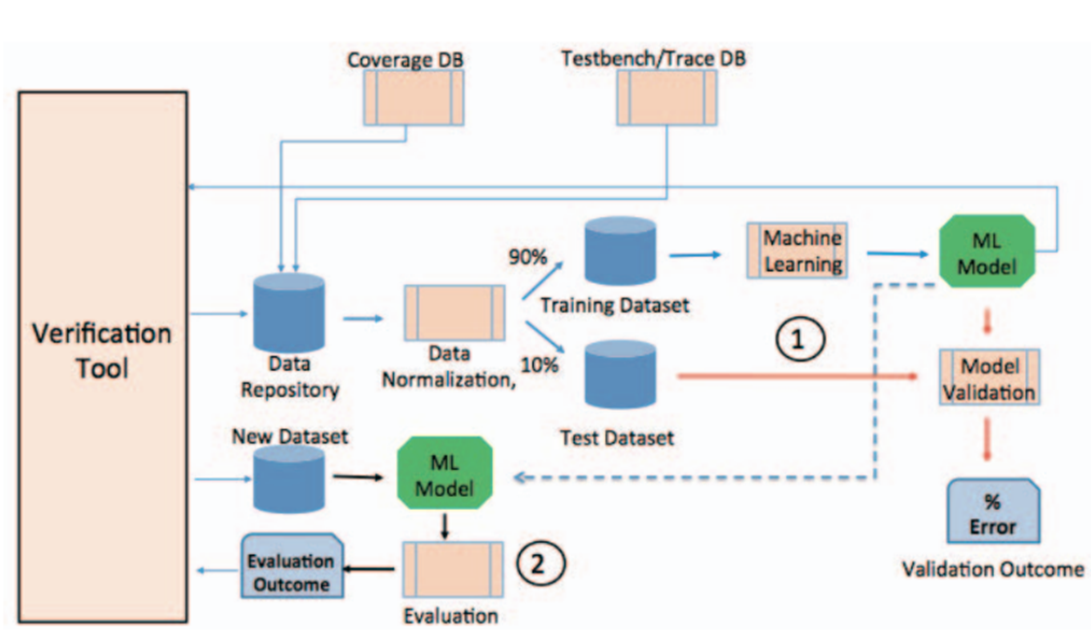 Coverage DB
Testbench/Trace DB
Verification
Tool
Data
Repository
Data
Normalization,
90%
10%
Training Dataset
Test Dataset
Machine
Learning
ML
Model
1
Model
Validation
%
Error
Validation Outcome
New Dataset
ML
Model
Evaluation
Outcome
2
Evaluation